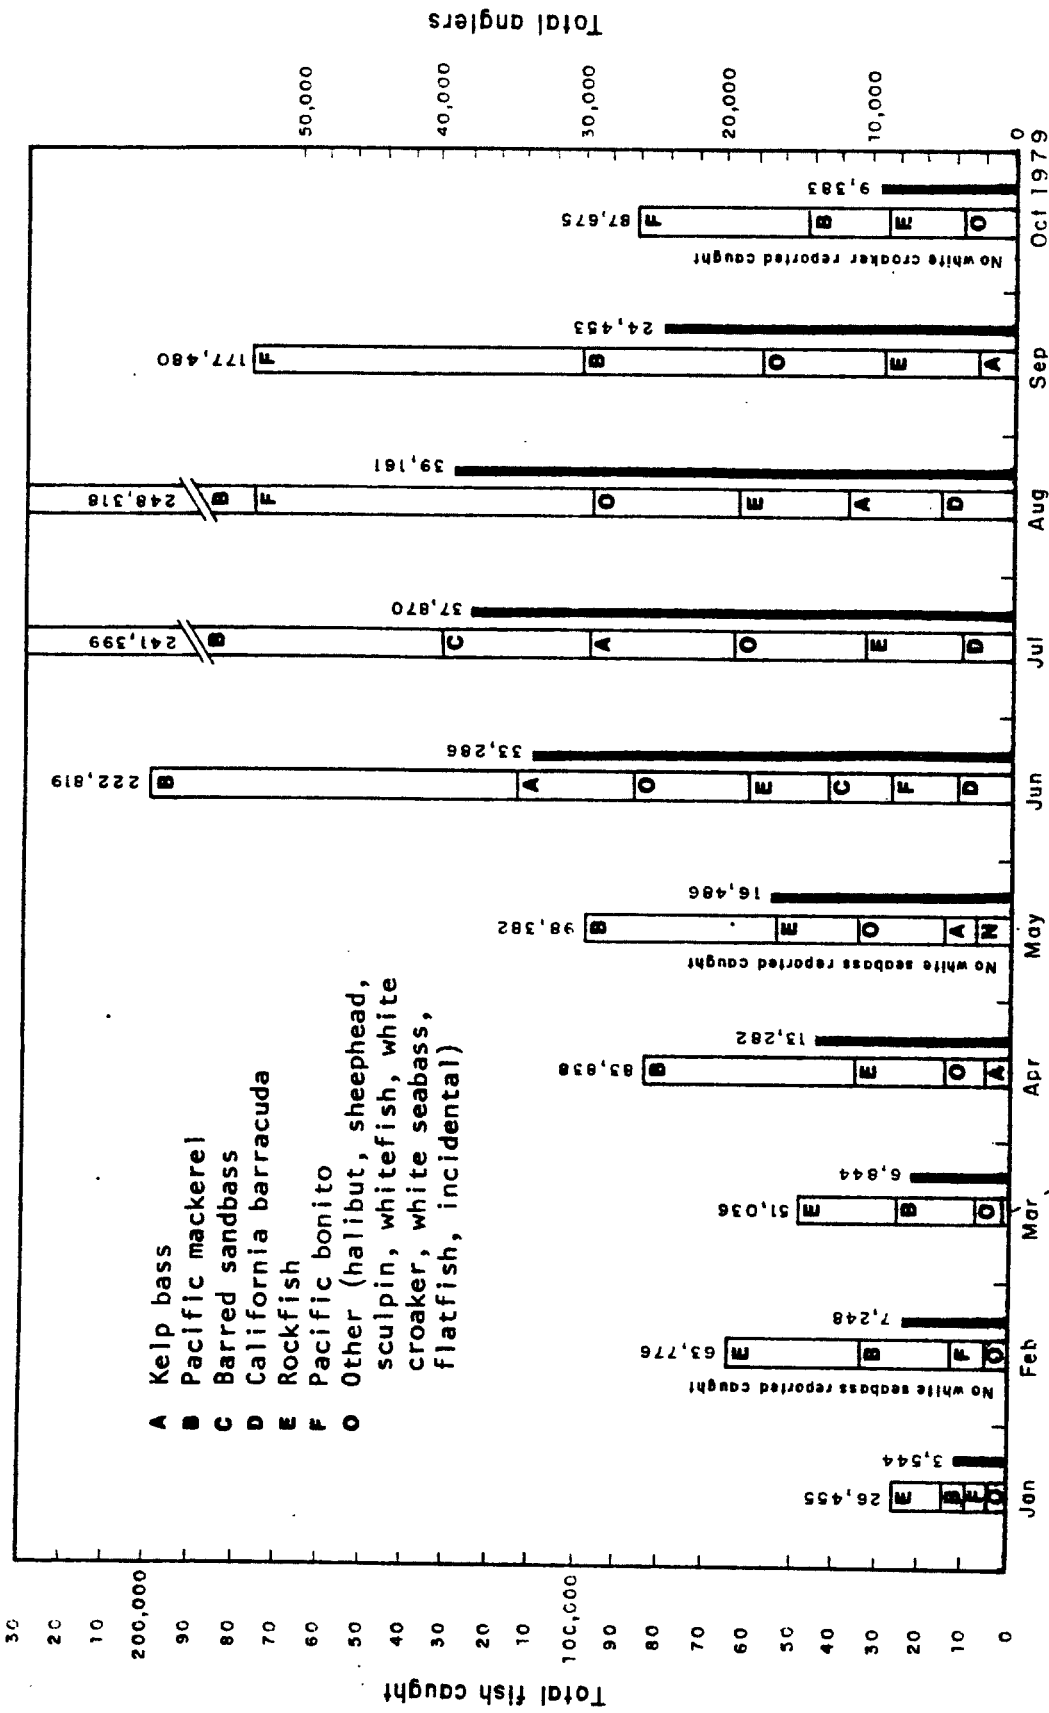 Total fish caught
30
20
10
200,000
90
80
70
60
50
40
30
20
10
100,000
90
80
70
60
50
40
30
20
10
0
A Kelp bass
B Pacific mackerel
C Barred sandbass
D California barracuda
E Rockfish
F Pacific bonito
O Other (halibut, sheephead,
sculpin, whitefish, white
croaker, white seabass,
flatfish, incidental)
26,455
E
B
F
O
3,544
Jan
No white seabass reported caught
63,776
E
B
F
O
7,248
Feb
51,036
E
B
O
6,844
Mar
83,838
B
E
O
A
13,282
Apr
No white seabass reported caught
98,382
B
E
O
A
N
16,486
May
222,819
B
A
O
E
C
F
D
33,286
Jun
241,399
B
C
A
O
E
D
37,870
Jul
248,318
B
F
O
E
A
D
39,161
Aug
177,480
F
B
O
E
A
24,453
Sep
No white croaker reported caught
87,675
F
B
E
O
9,383
Oct 1979
50,000
40,000
30,000
20,000
10,000
0
Total anglers